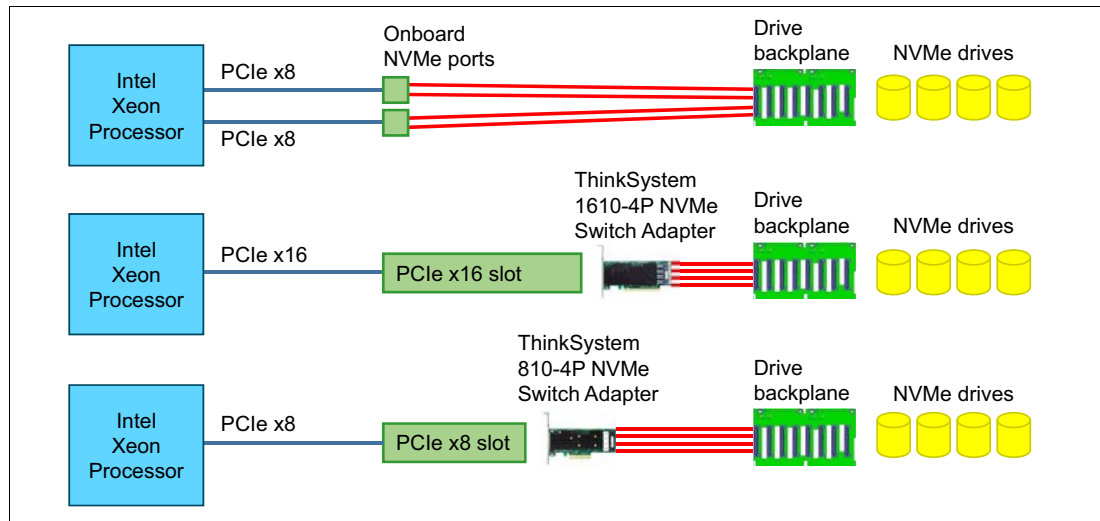 Intel
Xeon
Processor
PCIe x8
PCIe x8
Onboard
NVMe ports
Drive
backplane
NVMe drives
Intel
Xeon
Processor
PCIe x16
PCIe x16 slot
ThinkSystem
1610-4P NVMe
Switch Adapter
Drive
backplane
NVMe drives
Intel
Xeon
Processor
PCIe x8
PCIe x8 slot
ThinkSystem
810-4P NVMe
Switch Adapter
Drive
backplane
NVMe drives